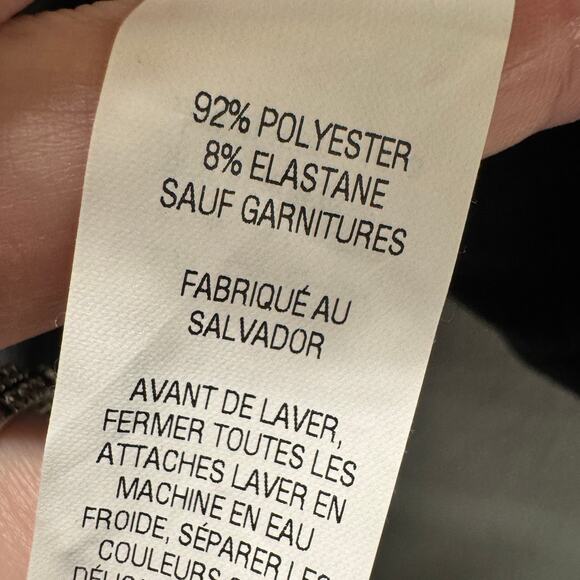 92% POLYESTER
8% ELASTANE
SAUF GARNITURES
FABRIQUÉ AU
SALVADOR
AVANT DE LAVER,
FERMER TOUTES LES
ATTACHES LAVER EN
MACHINE EN EAU
FROIDE, SÉPARER LES
COULEURS